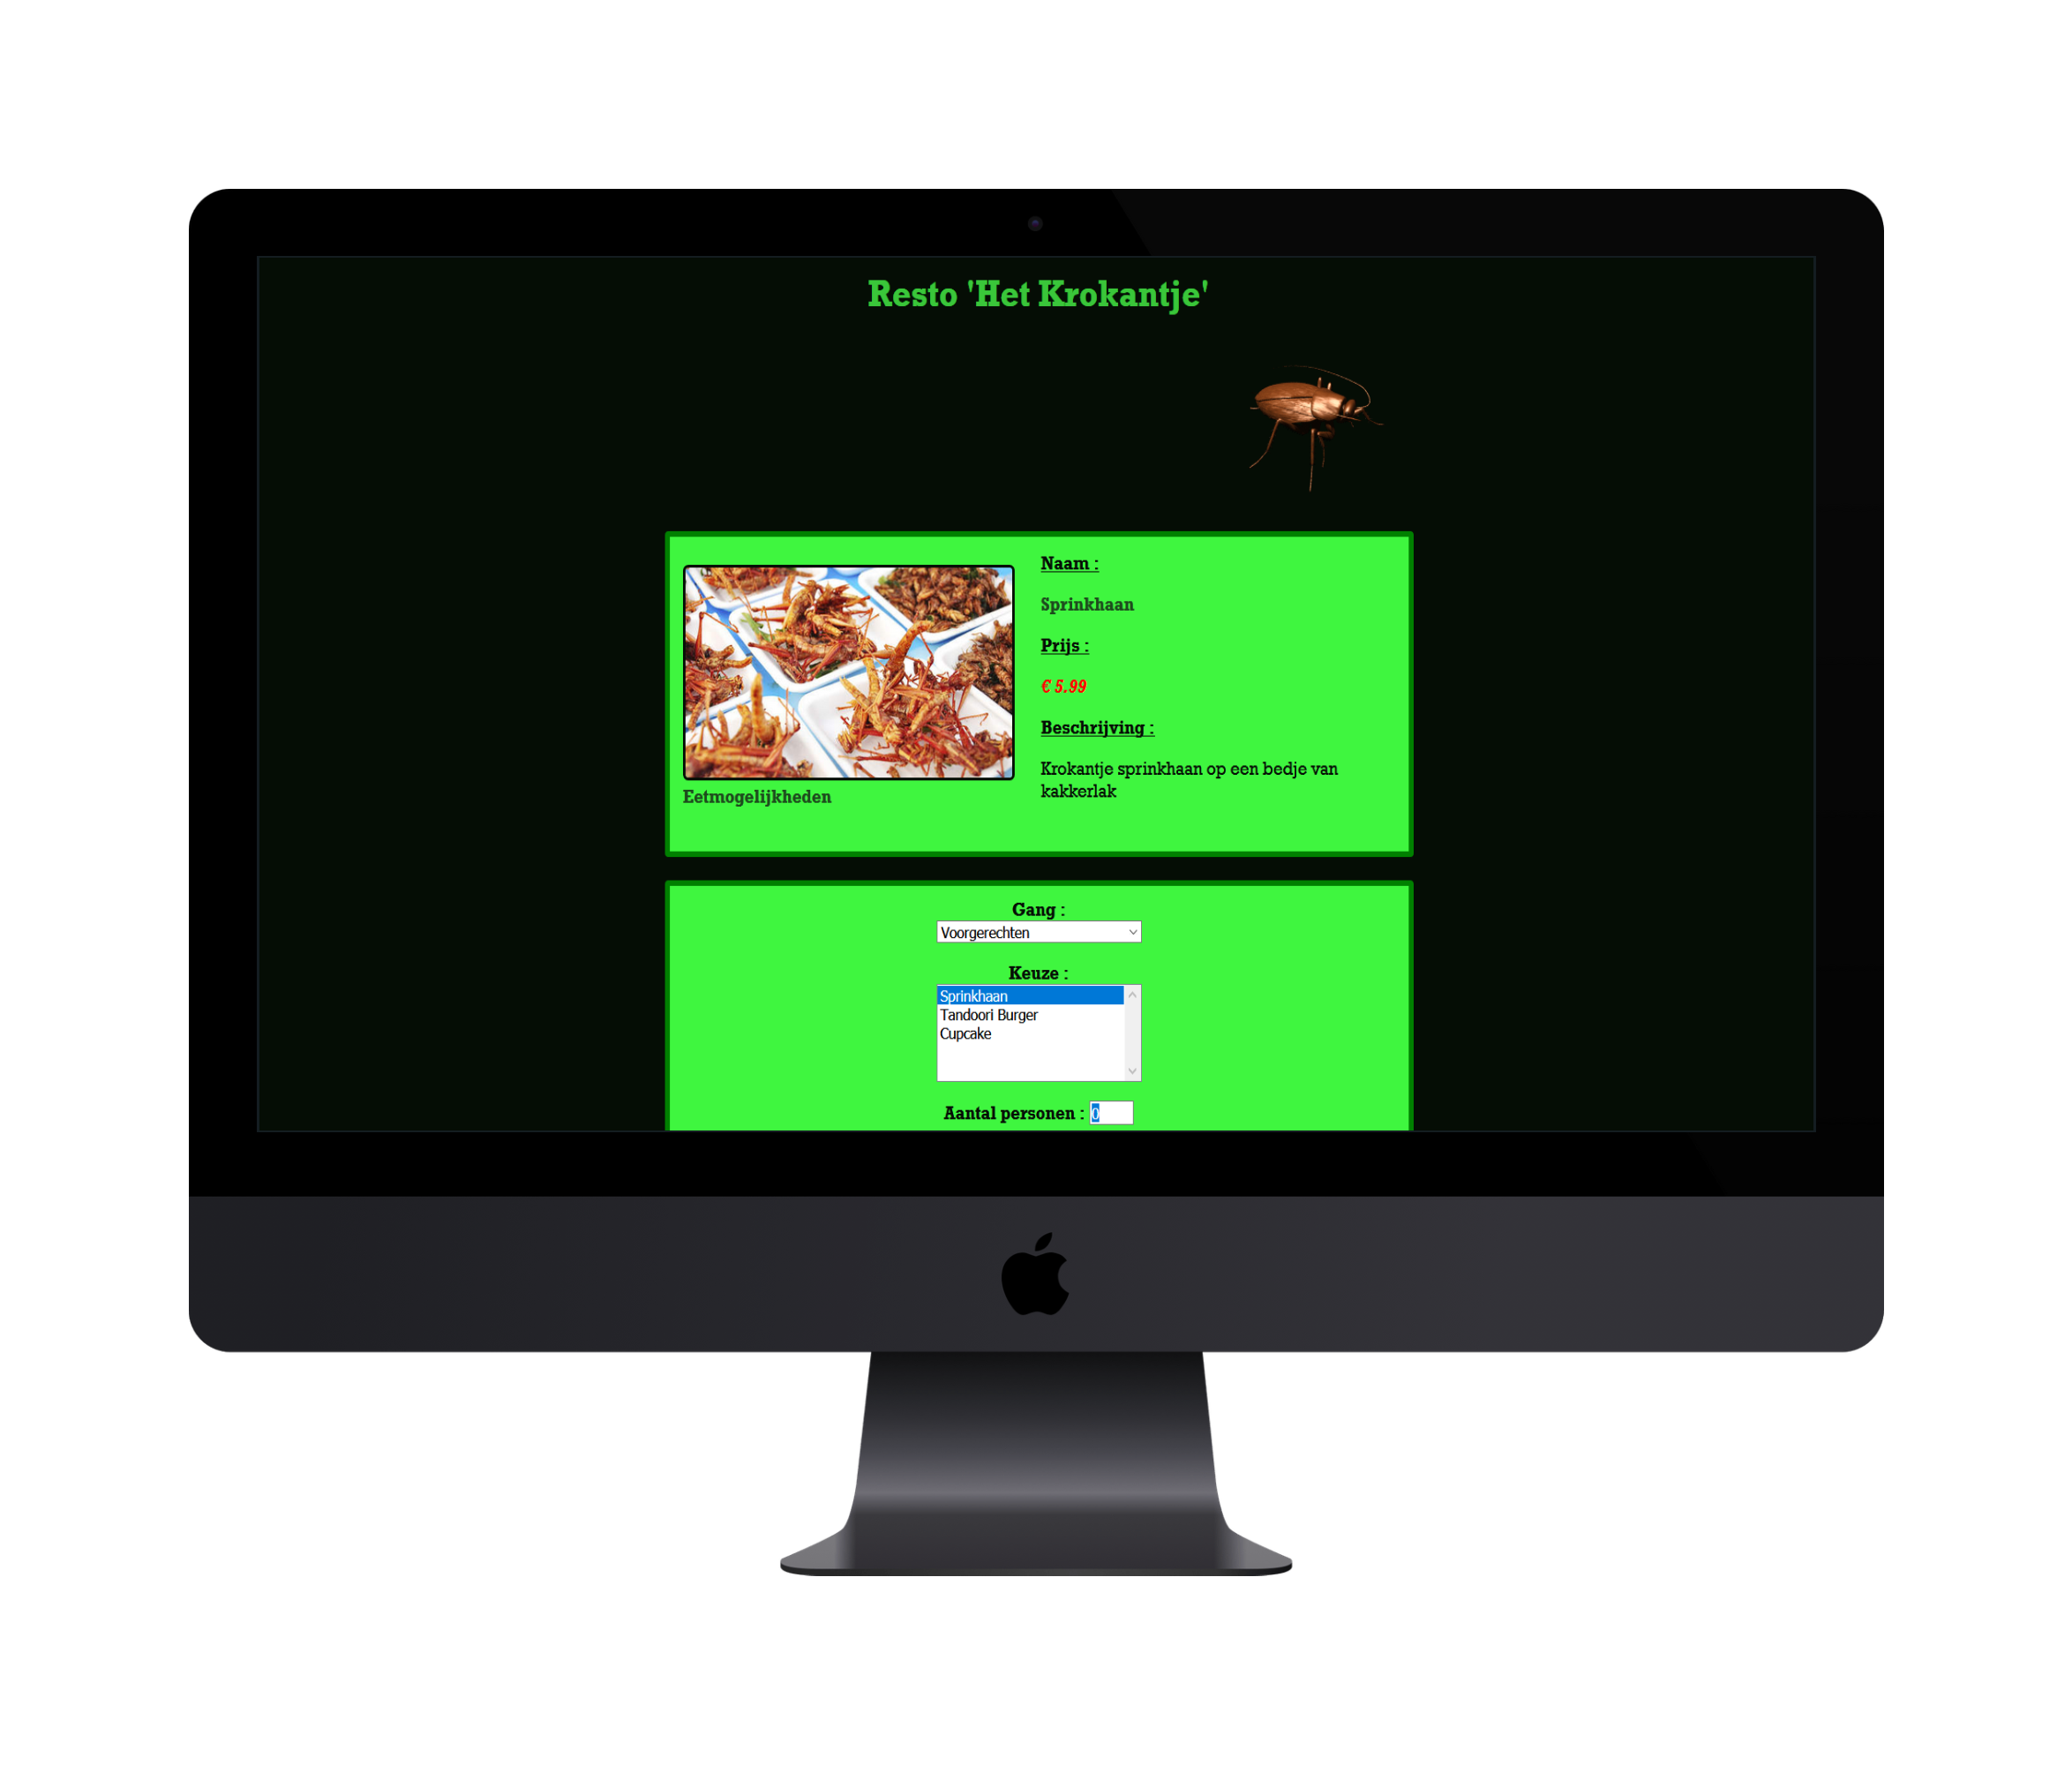 Resto 'Het Krokantje'
Naam :
Sprinkhaan
Prijs :
€ 5.99
Beschrijving :
Krokantje sprinkhaan op een bedje van
kakkerlak
Eetmogelijkheden
Gang :
Voorgerechten
Keuze :
Sprinkhaan
Tandoori Burger
Cupcake
Aantal personen : 0